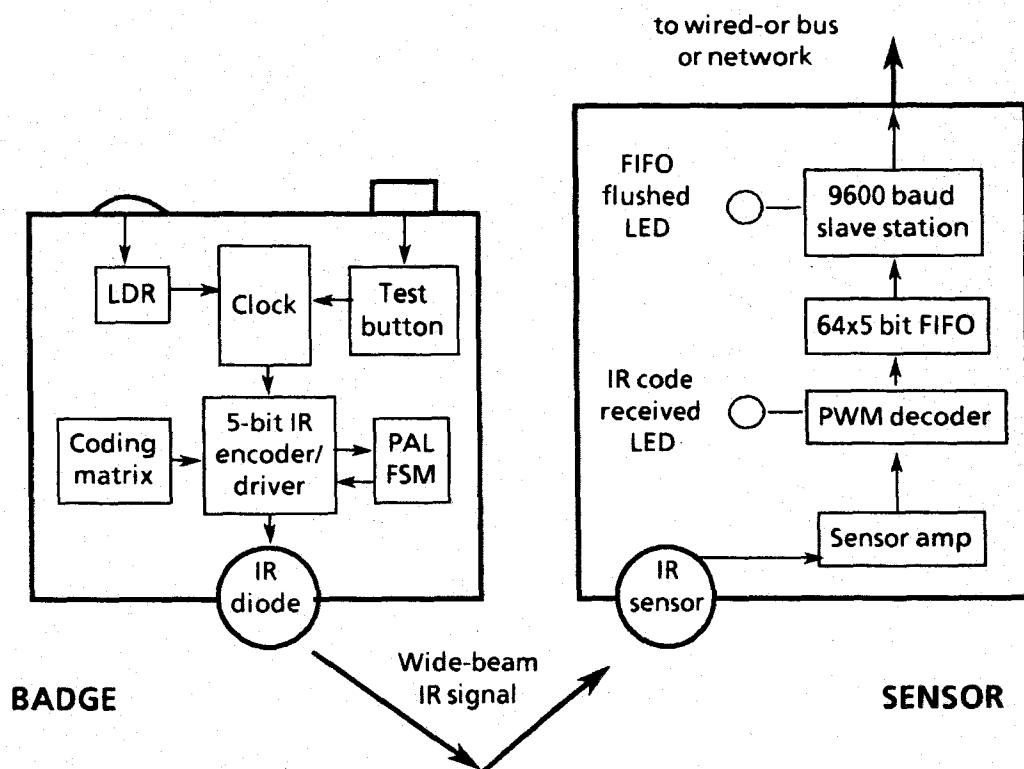 to wired-or bus
or network
FIFO
flushed
LED
9600 baud
slave station
LDR
Clock
Test
button
64x5 bit FIFO
IR code
received
LED
PWM decoder
Coding
matrix
5-bit IR
encoder/
driver
PAL
FSM
Sensor amp
IR
diode
IR
sensor
Wide-beam
IR signal
BADGE
SENSOR